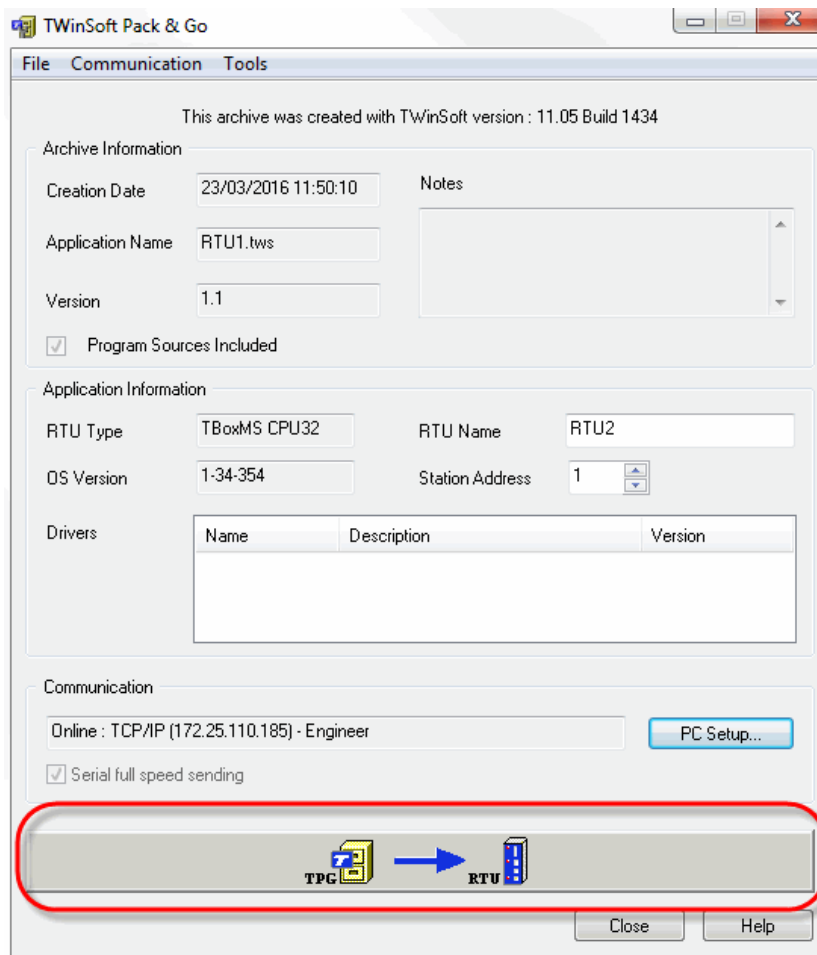 TWinSoft Pack & Go
File Communication Tools
This archive was created with TWinSoft version : 11.05 Build 1434
Archive Information
Creation Date 23/03/2016 11:50:10 Notes
Application Name RTU1.tws
Version 1.1
Program Sources Included
Application Information
RTU Type TBoxMS CPU32 RTU Name RTU2
OS Version 1-34-354 Station Address 1
Drivers Name Description Version
Communication
Online : TCP/IP (172.25.110.185) - Engineer PC Setup...
Serial full speed sending
TPG T RTU
Close Help